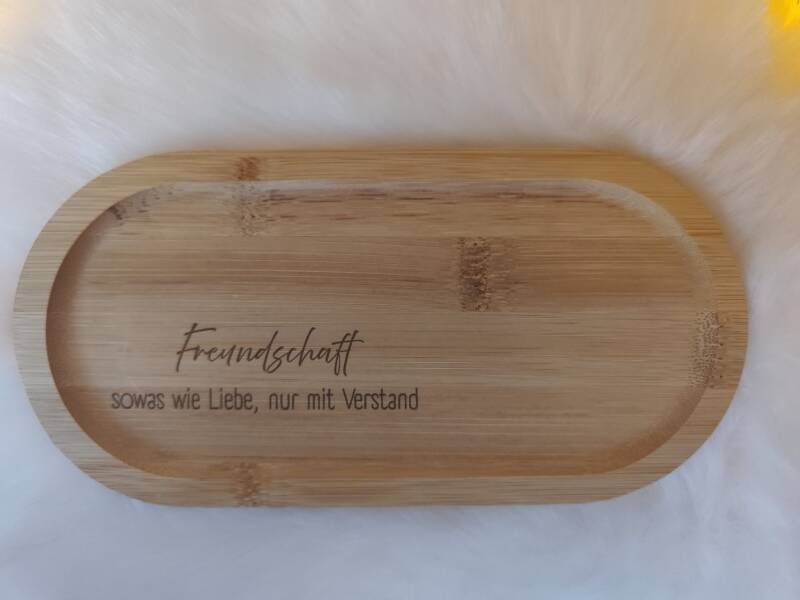 Freundschaft
sowas wie Liebe, nur mit Verstand